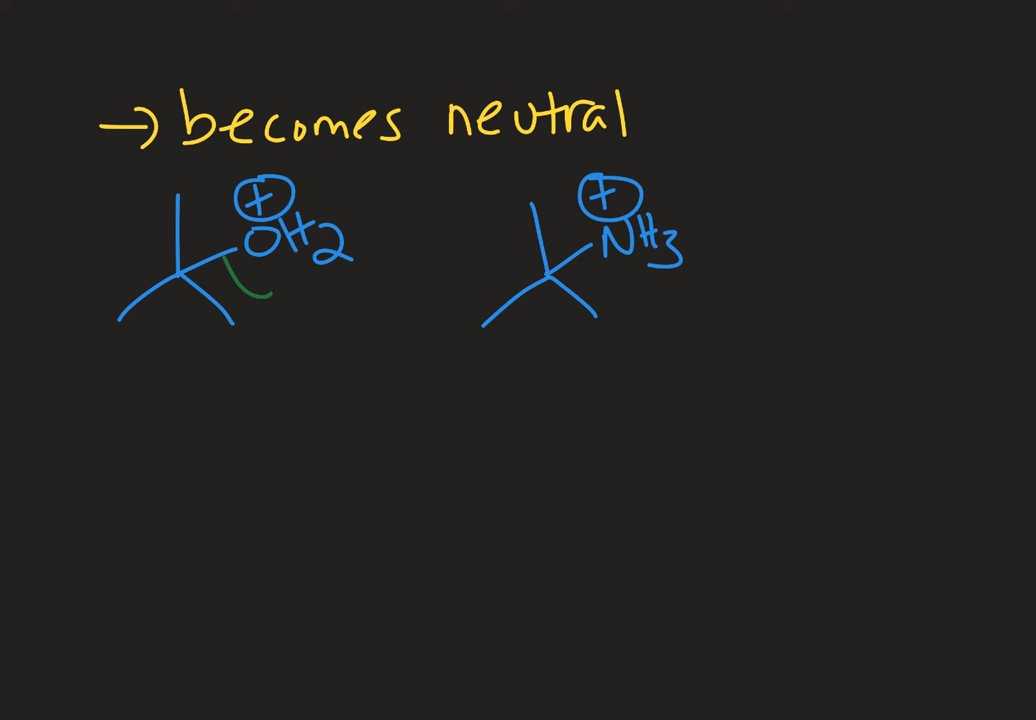 → becomes neutral
+ +
OH2 NH3